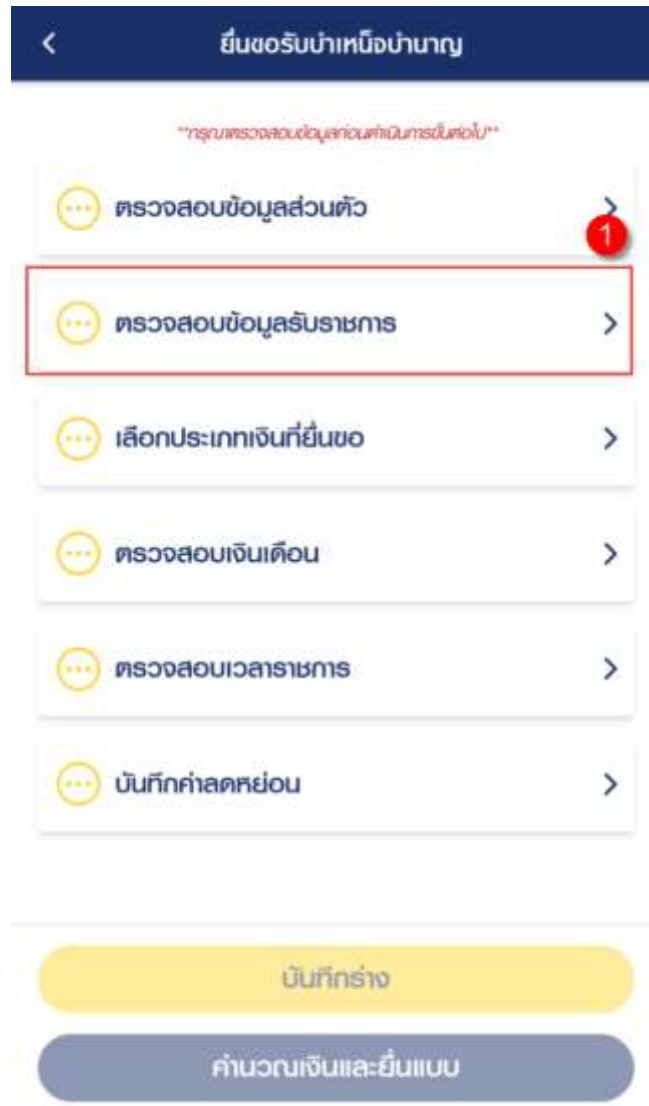 ยื่นขอรับบำเหน็จบำนาญ
**กรุณาตรวจสอบข้อมูลก่อนดำเนินการขั้นต่อไป**
ตรวจสอบข้อมูลส่วนตัว
1
ตรวจสอบข้อมูลรับราชการ
เลือกประเภทเงินที่ยื่นขอ
ตรวจสอบเงินเดือน
ตรวจสอบเวลาราชการ
บันทึกค่าลดหย่อน
บันทึกร่าง
คำนวณเงินและยื่นแบบ